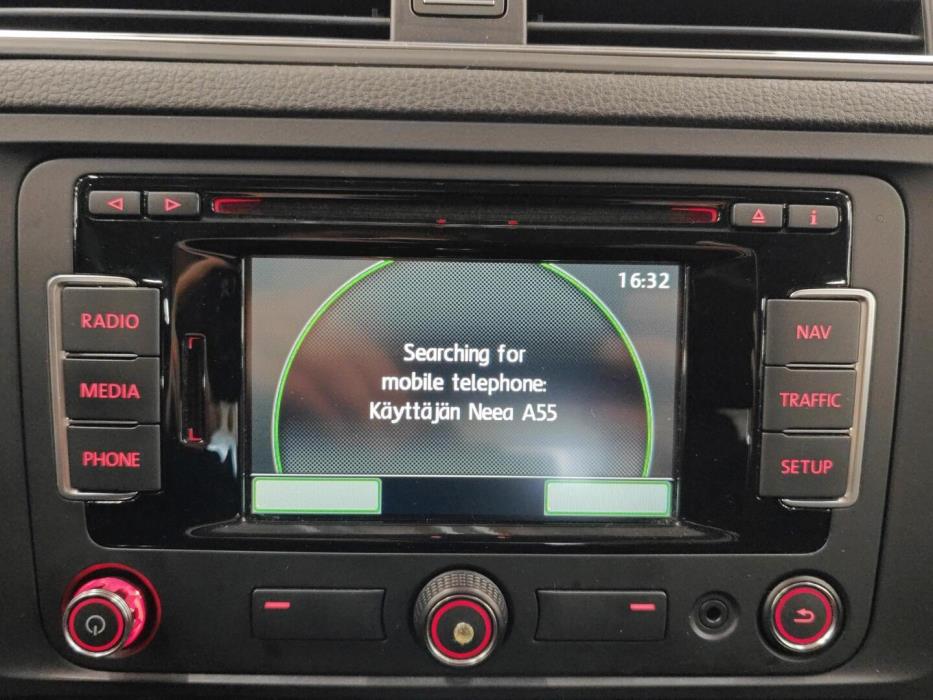 i
16:32
RADIO
MEDIA
PHONE
Searching for
mobile telephone:
Käyttäjän Neea A55
NAV
TRAFFIC
SETUP